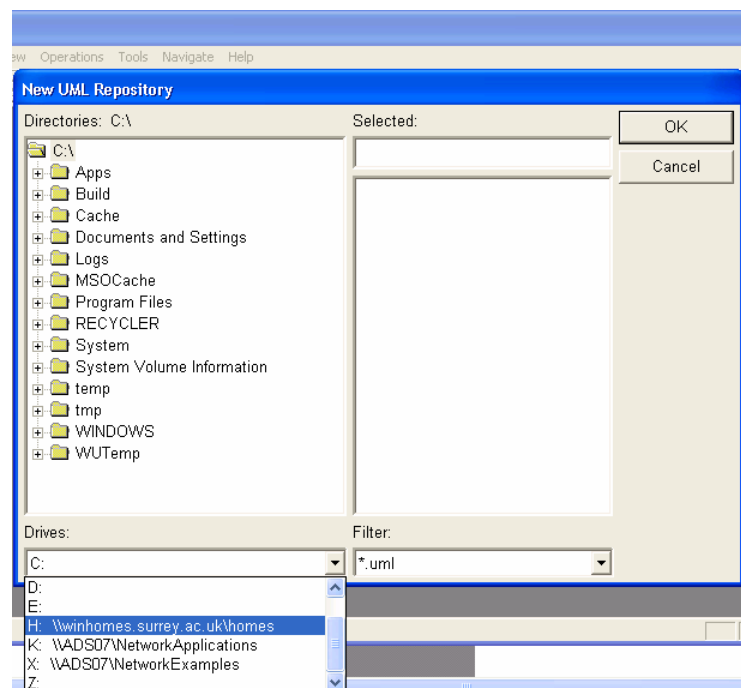 ew Operations Tools Navigate Help
New UML Repository
Directories: C:\
Selected:
OK
Cancel
C:\
Apps
Build
Cache
Documents and Settings
Logs
MSOCache
Program Files
RECYCLER
System
System Volume Information
temp
tmp
WINDOWS
WUTemp
Drives:
Filter:
C:
*.uml
D:
E:
H: \\winhomes.surrey.ac.uk\homes
K: \\ADS07\NetworkApplications
X: \\ADS07\NetworkExamples
Z: